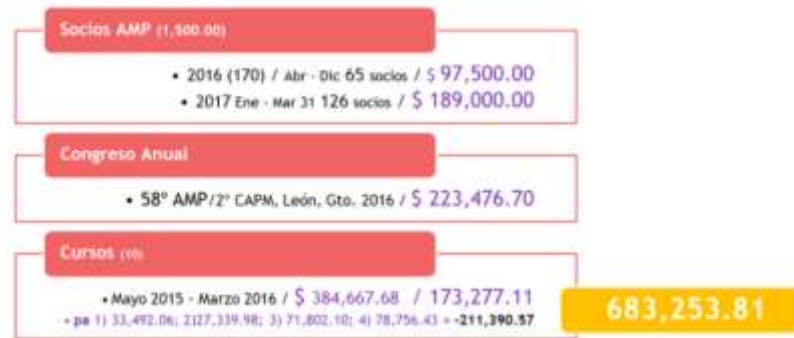 Socios AMP (1,500.00)
• 2016 (170) / Abr - Dic 65 socios / $ 97,500.00
• 2017 Ene - Mar 31 126 socios / $ 189,000.00
Congreso Anual
• 58º AMP/2º CAPM, León, Gto. 2016 / $ 223,476.70
Cursos (10)
• Mayo 2015 - Marzo 2016 / $ 384,667.68 / 173,277.11
• pa 1) 33,492.06; 2)27,339.98; 3) 71,802.10; 4) 78,756.43 = -211,390.57
683,253.81